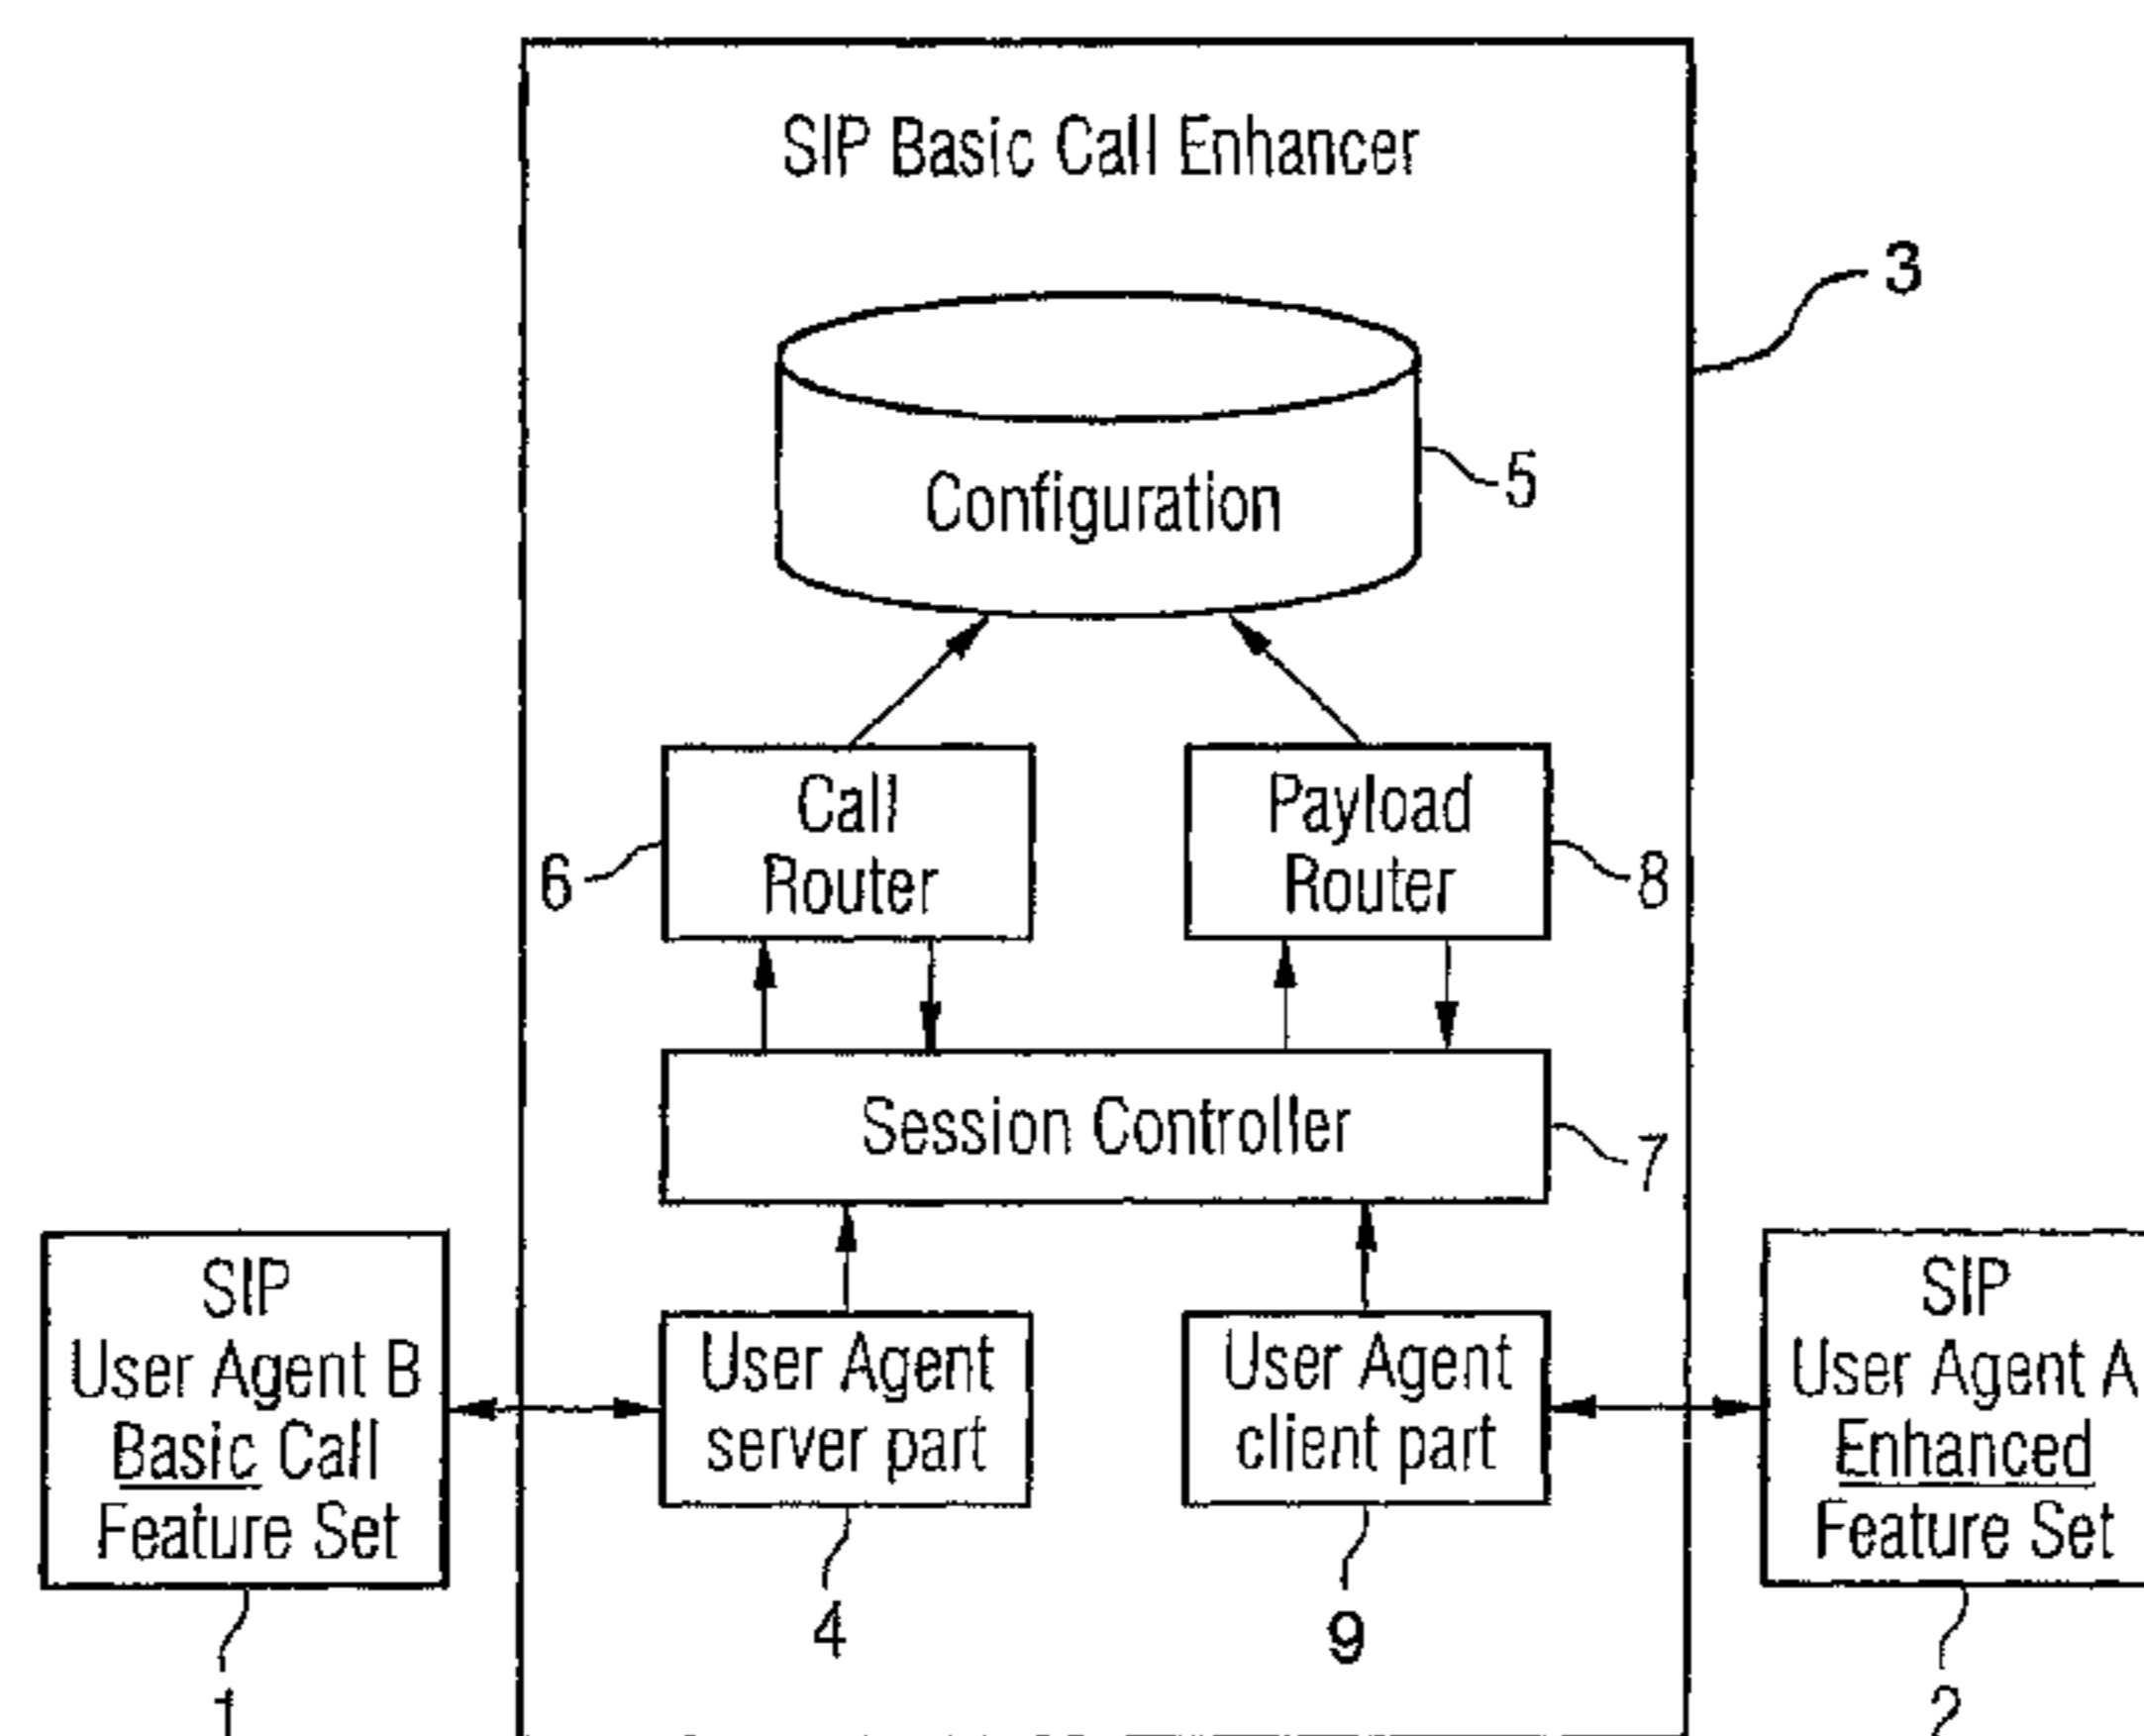 SIP Basic Call Enhancer
3
Configuration
5
Call
Router
6
Payload
Router
8
Session Controller
7
SIP
User Agent B
Basic Call
Feature Set
1
User Agent
server part
4
User Agent
client part
9
SIP
User Agent A
Enhanced
Feature Set
2